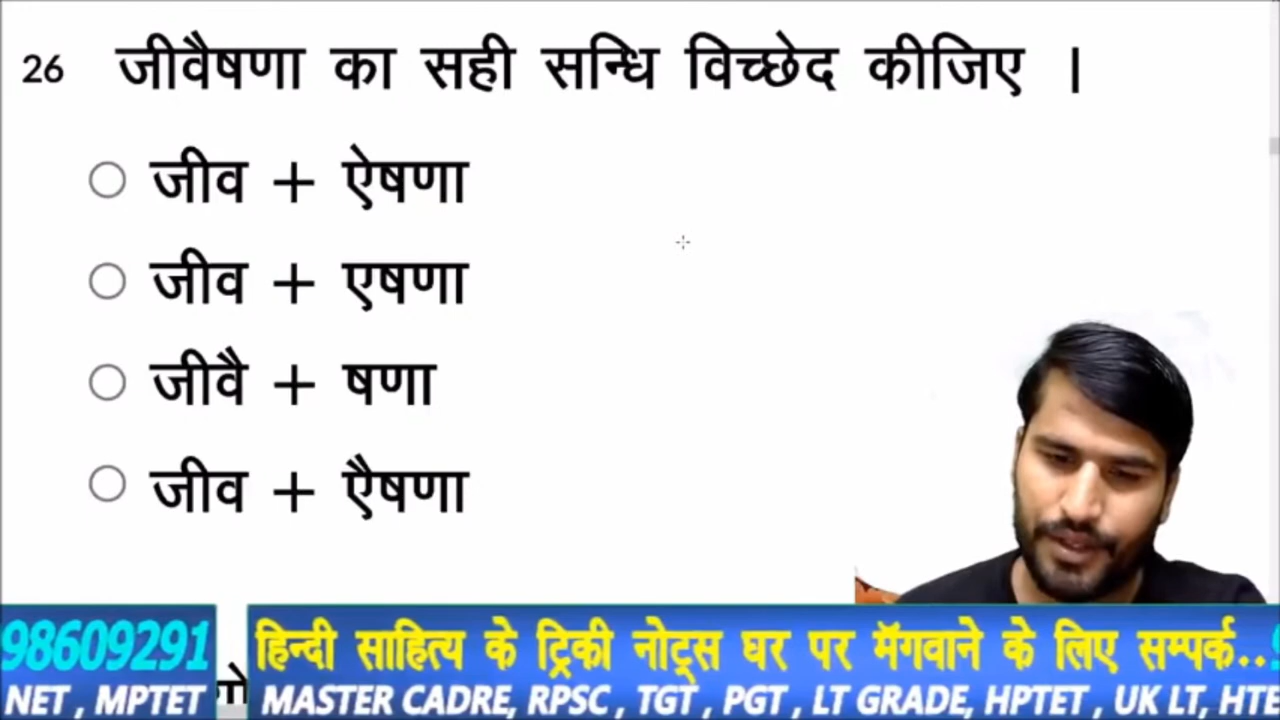 26 जीवैषणा का सही सन्धि विच्छेद कीजिए ।
जीव + ऐषणा
जीव + एषणा
जीवै + षणा
जीव + एैषणा
98609291
हिन्दी साहित्य के ट्रिकी नोट्स घर पर मॅगवाने के लिए सम्पर्क..
NET , MPTET
MASTER CADRE, RPSC , TGT , PGT , LT GRADE, HPTET , UK LT, HTE